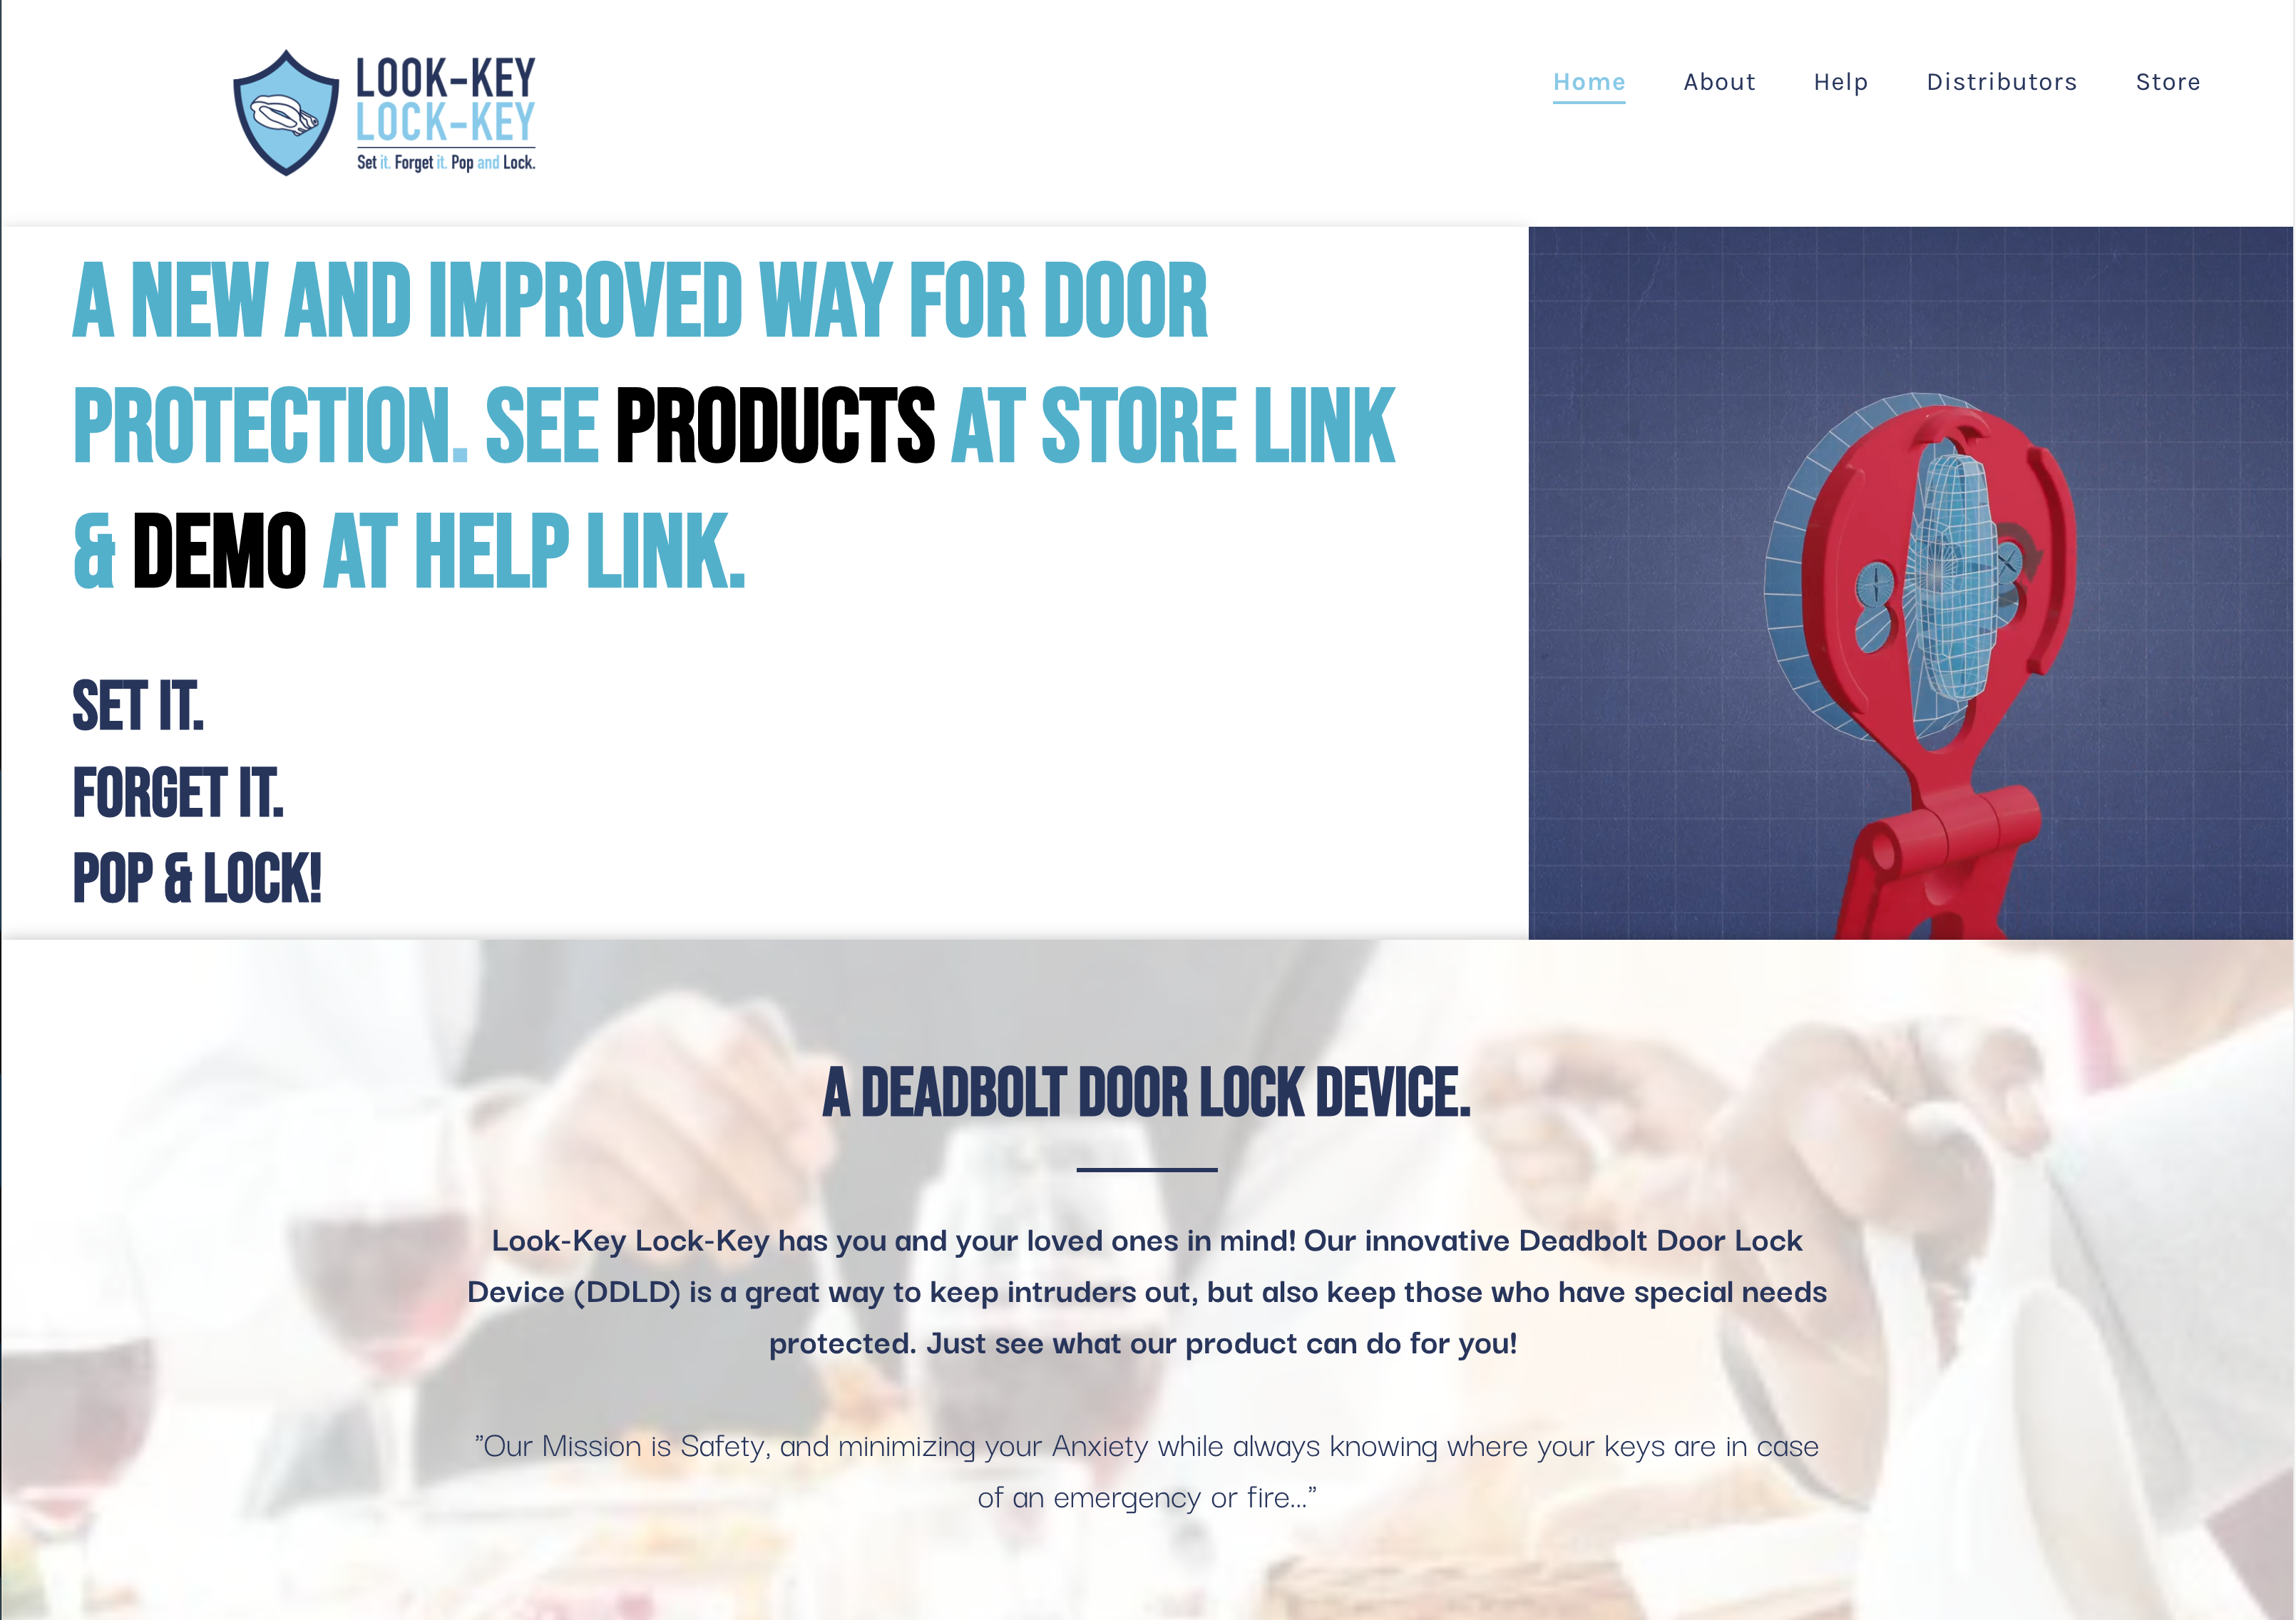 LOOK-KEY
LOCK-KEY
Set it. Forget it. Pop and Lock.
Home About Help Distributors Store
A NEW AND IMPROVED WAY FOR DOOR
PROTECTION. SEE PRODUCTS AT STORE LINK
& DEMO AT HELP LINK.
SET IT.
FORGET IT.
POP & LOCK!
A DEADBOLT DOOR LOCK DEVICE.
Look-Key Lock-Key has you and your loved ones in mind! Our innovative Deadbolt Door Lock
Device (DDLD) is a great way to keep intruders out, but also keep those who have special needs
protected. Just see what our product can do for you!
"Our Mission is Safety, and minimizing your Anxiety while always knowing where your keys are in case
of an emergency or fire..."